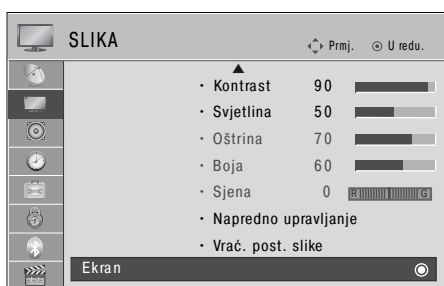 SLIKA
Prmj. U redu.
• Kontrast 90
• Svjetlina 50
• Oštrina 70
• Boja 60
• Sjena 0 R G
• Napredno upravljanje
• Vrać. post. slike
Ekran